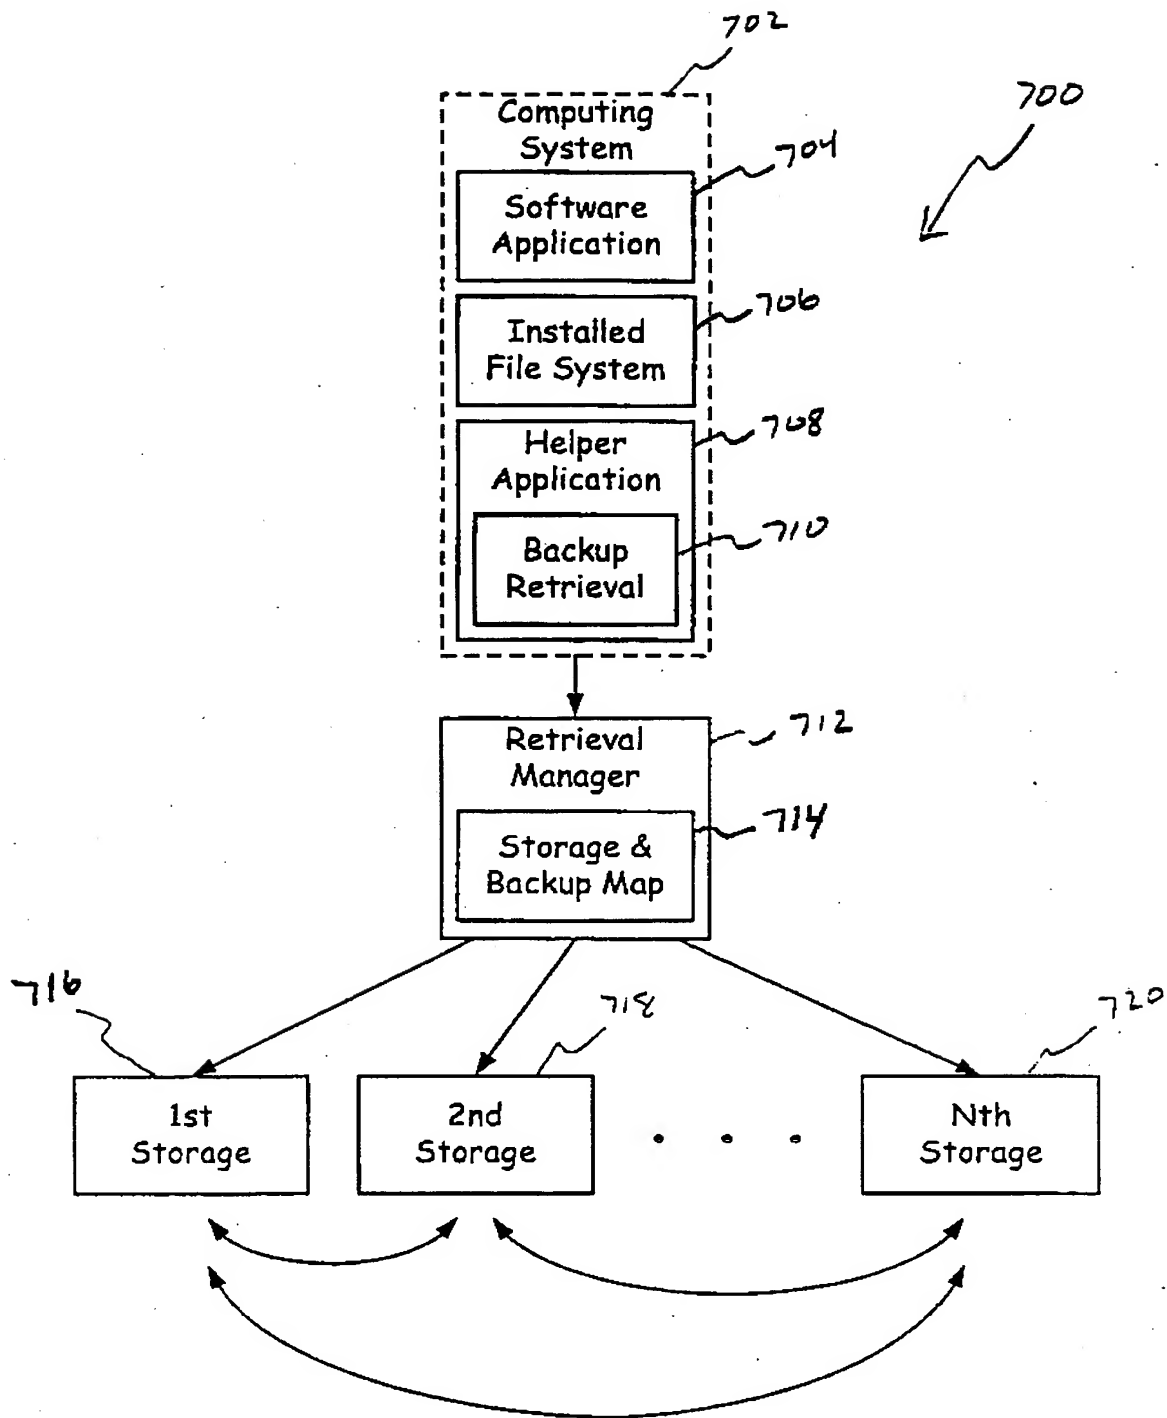 702
700
Computing
System
704
Software
Application
706
Installed
File System
708
Helper
Application
710
Backup
Retrieval
712
Retrieval
Manager
714
Storage &
Backup Map
716
718
720
1st
Storage
2nd
Storage
Nth
Storage